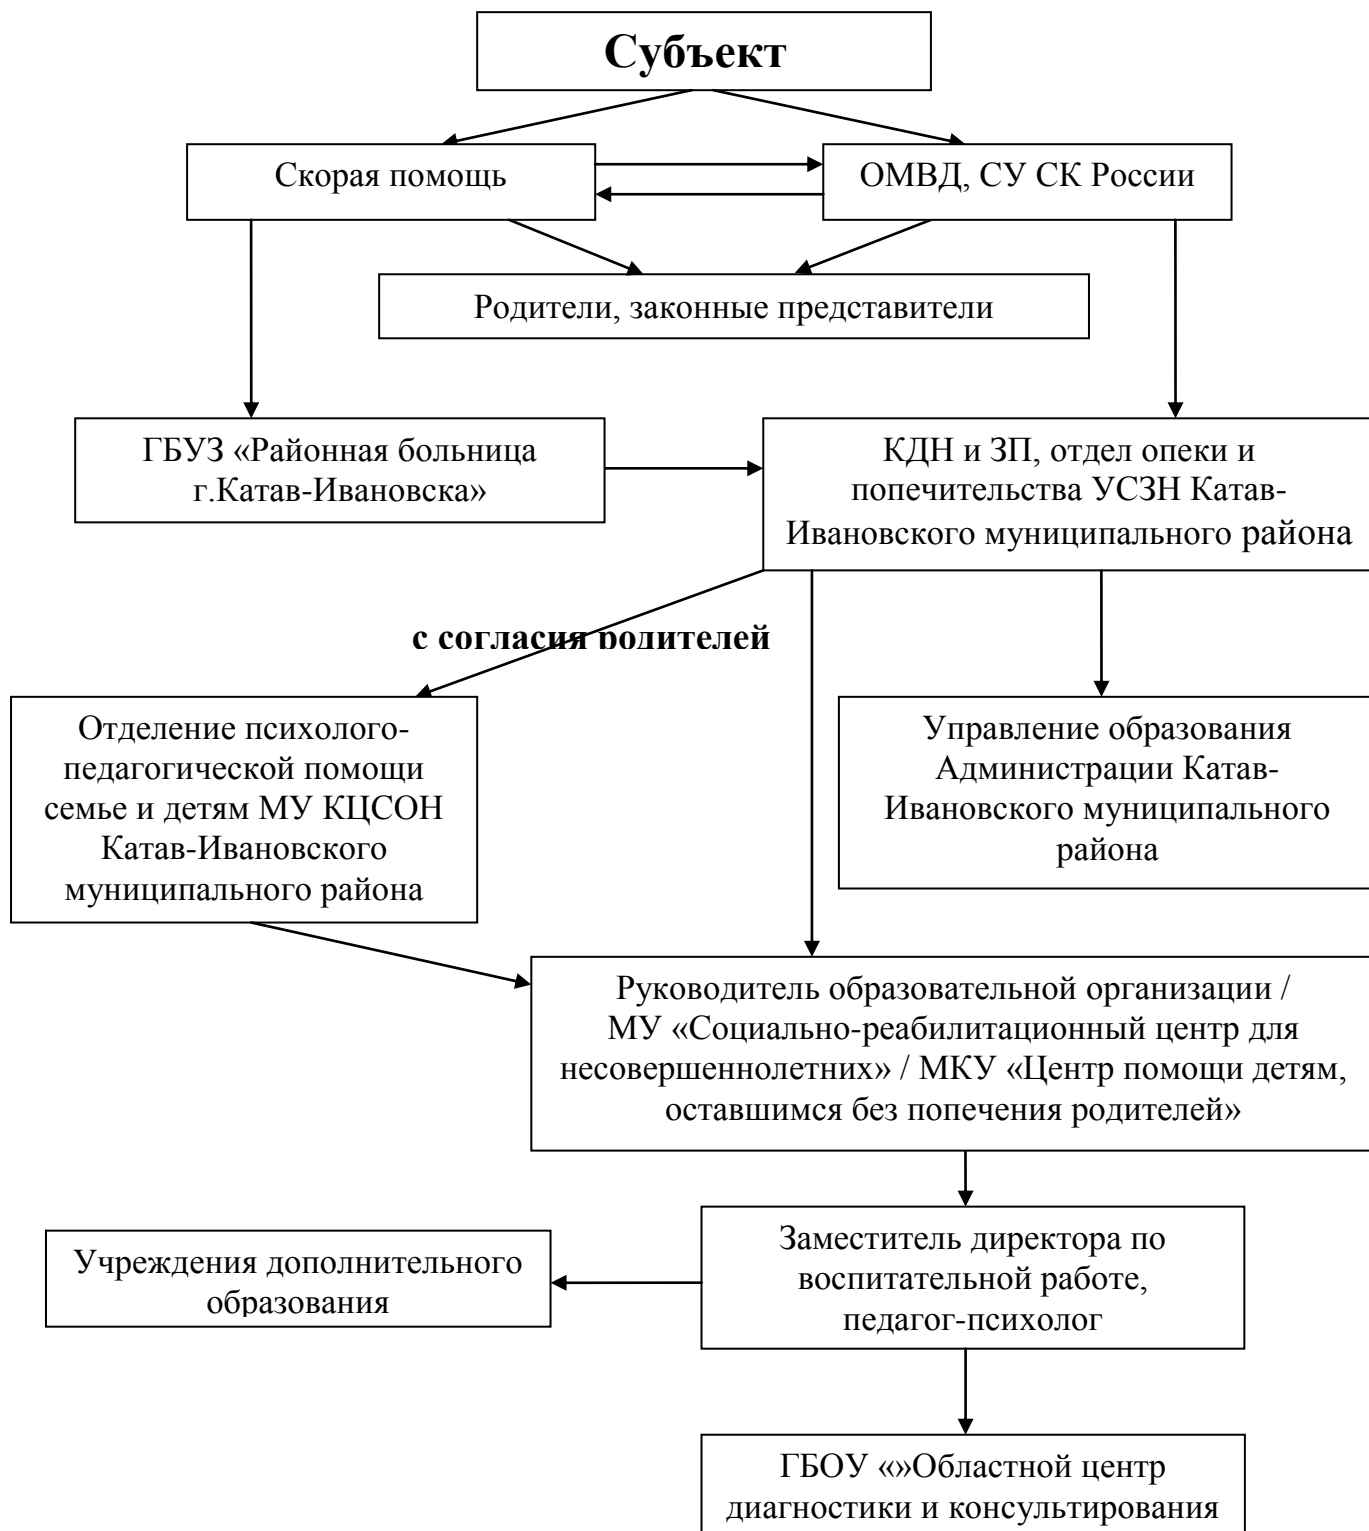 Субъект
Скорая помощь
ОМВД, СУ СК России
Родители, законные представители
ГБУЗ «Районная больница
г.Катав-Ивановска»
КДН и ЗП, отдел опеки и
попечительства УСЗН Катав-
Ивановского муниципального района
с согласия родителей
Отделение психолого-
педагогической помощи
семье и детям МУ КЦСОН
Катав-Ивановского
муниципального района
Управление образования
Администрации Катав-
Ивановского муниципального
района
Руководитель образовательной организации /
МУ «Социально-реабилитационный центр для
несовершеннолетних» / МКУ «Центр помощи детям,
оставшимся без попечения родителей»
Учреждения дополнительного
образования
Заместитель директора по
воспитательной работе,
педагог-психолог
ГБОУ «»Областной центр
диагностики и консультирования